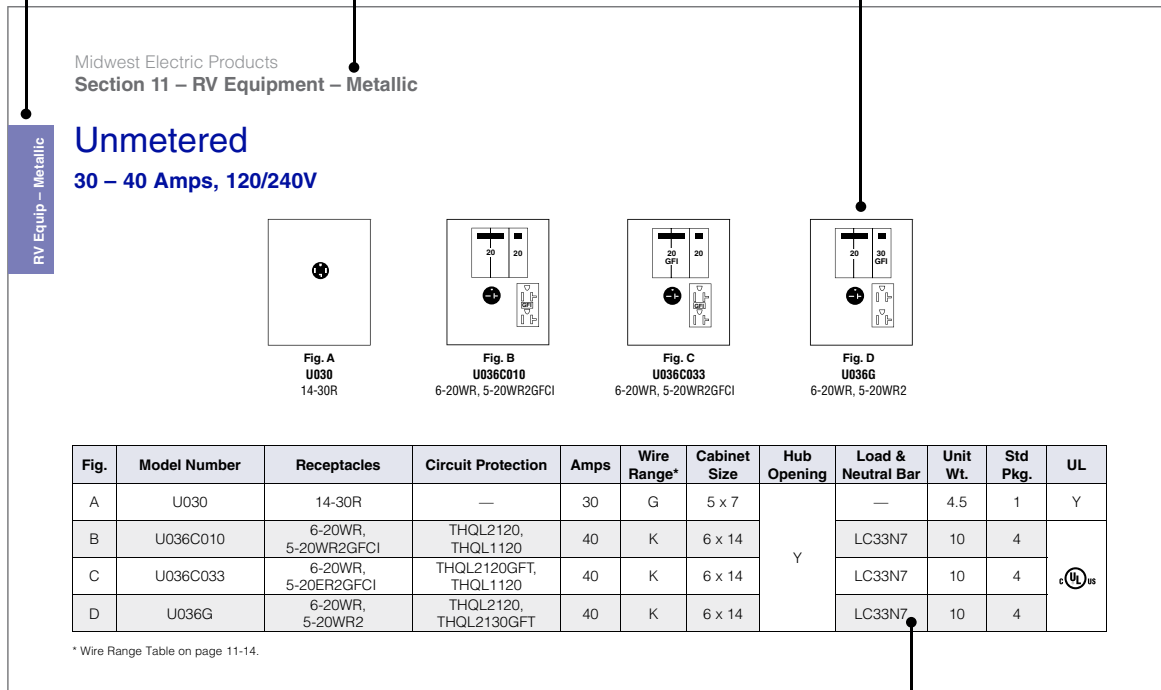 Midwest Electric Products
Section 11 – RV Equipment – Metallic
RV Equip – Metallic
Unmetered
30 – 40 Amps, 120/240V
20 20
20 GFI 20
20 30 GFI
GFI
GFI
Fig. A Fig. B Fig. C Fig. D
U030 U036C010 U036C033 U036G
14-30R 6-20WR, 5-20WR2GFCI 6-20WR, 5-20WR2GFCI 6-20WR, 5-20WR2
Fig. Model Number Receptacles Circuit Protection Amps Wire Range* Cabinet Size Hub Opening Load & Neutral Bar Unit Wt. Std Pkg. UL
A U030 14-30R — 30 G 5 x 7 Y — 4.5 1 Y
B U036C010 6-20WR, 5-20WR2GFCI THQL2120, THQL1120 40 K 6 x 14 LC33N7 10 4 c UL us
C U036C033 6-20WR, 5-20ER2GFCI THQL2120GFT, THQL1120 40 K 6 x 14 LC33N7 10 4
D U036G 6-20WR, 5-20WR2 THQL2120, THQL2130GFT 40 K 6 x 14 LC33N7 10 4
* Wire Range Table on page 11-14.